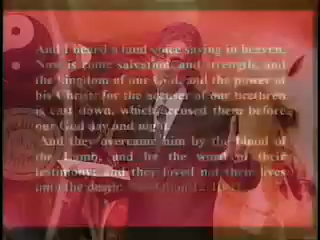 And I heard a loud voice saying in heaven,
Now is come salvation, and strength, and
the kingdom of our God, and the power of
his Christ: for the accuser of our brethren
is cast down, which accused them before
our God day and night.
And they overcame him by the blood of
the Lamb, and by the word of their
testimony; and they loved not their lives
unto the death.